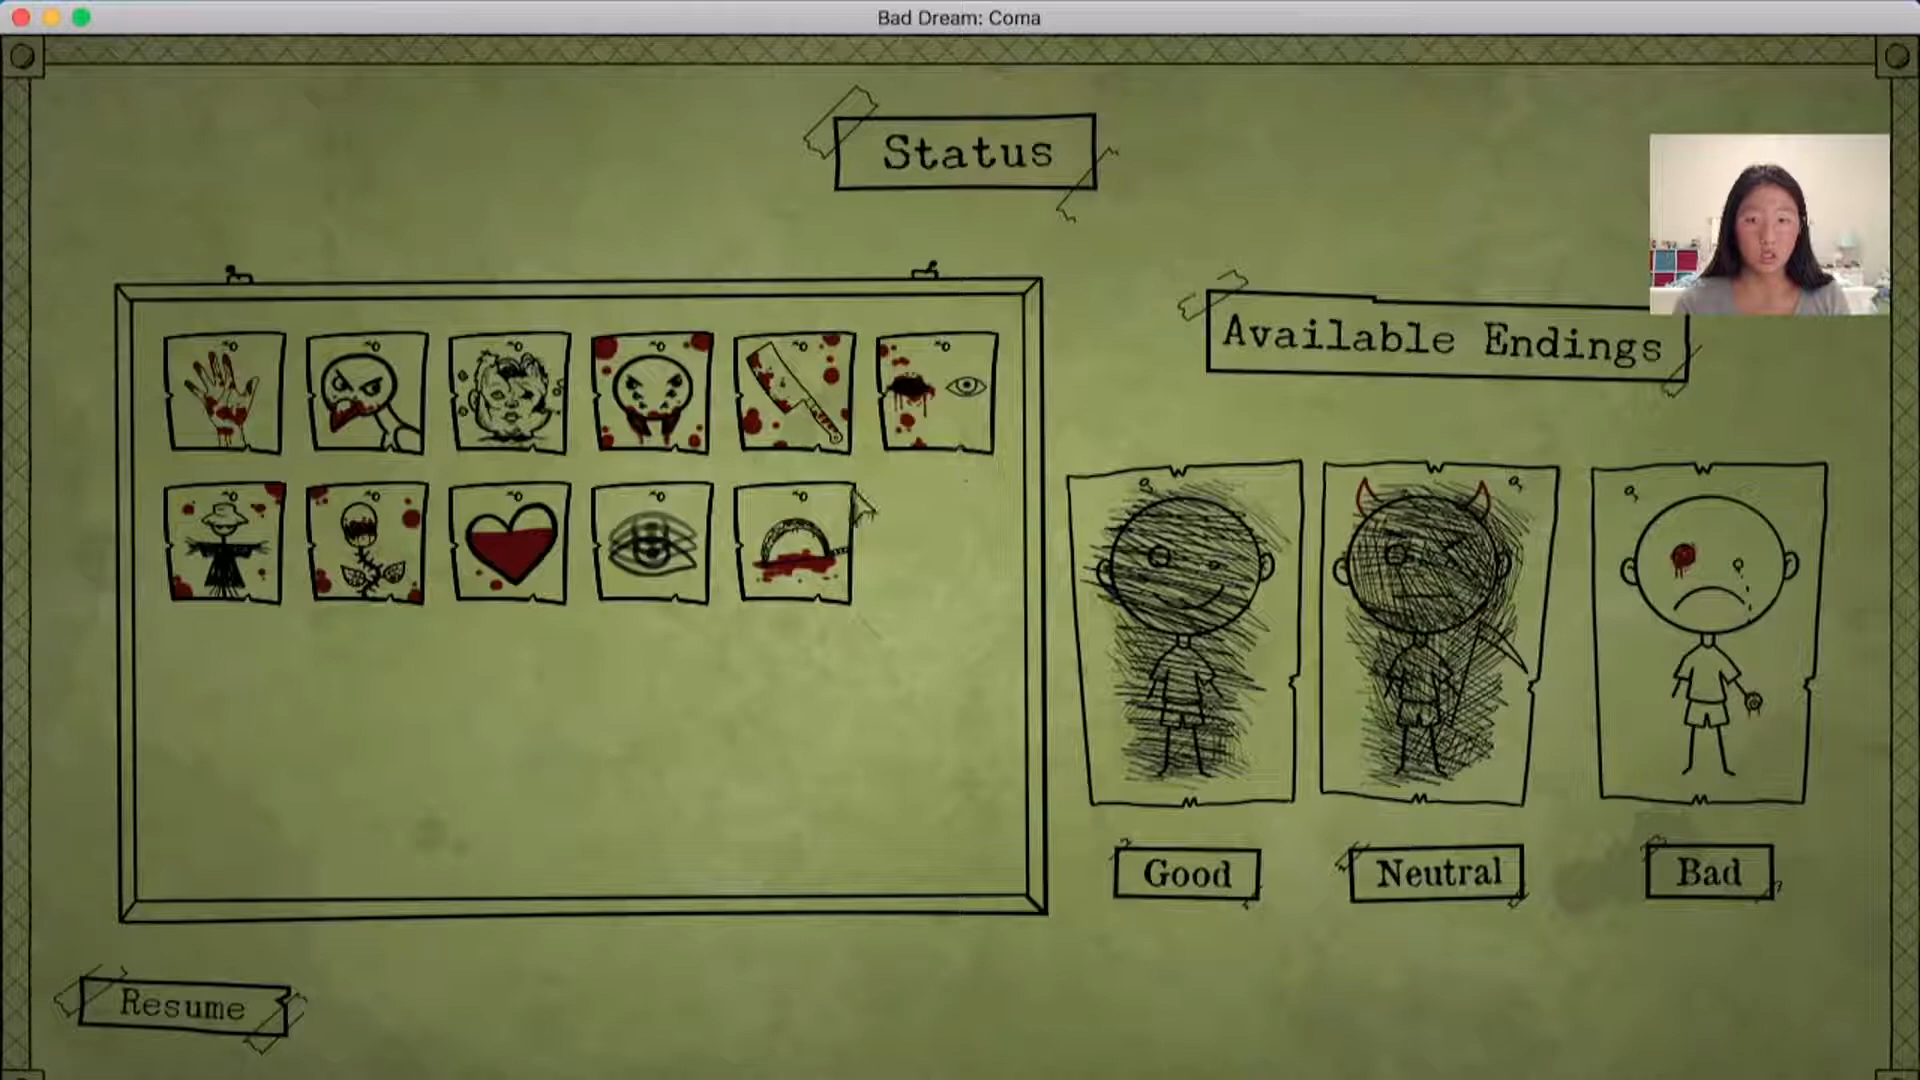 Bad Dream: Coma
Status
Available Endings
Good
Neutral
Bad
Resume